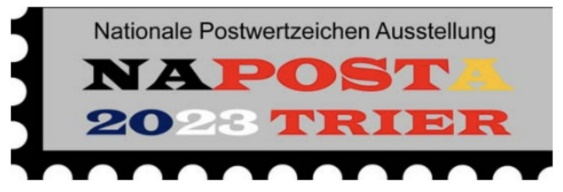 Nationale Postwertzeichen Ausstellung
NAPOSTA
2023 TRIER